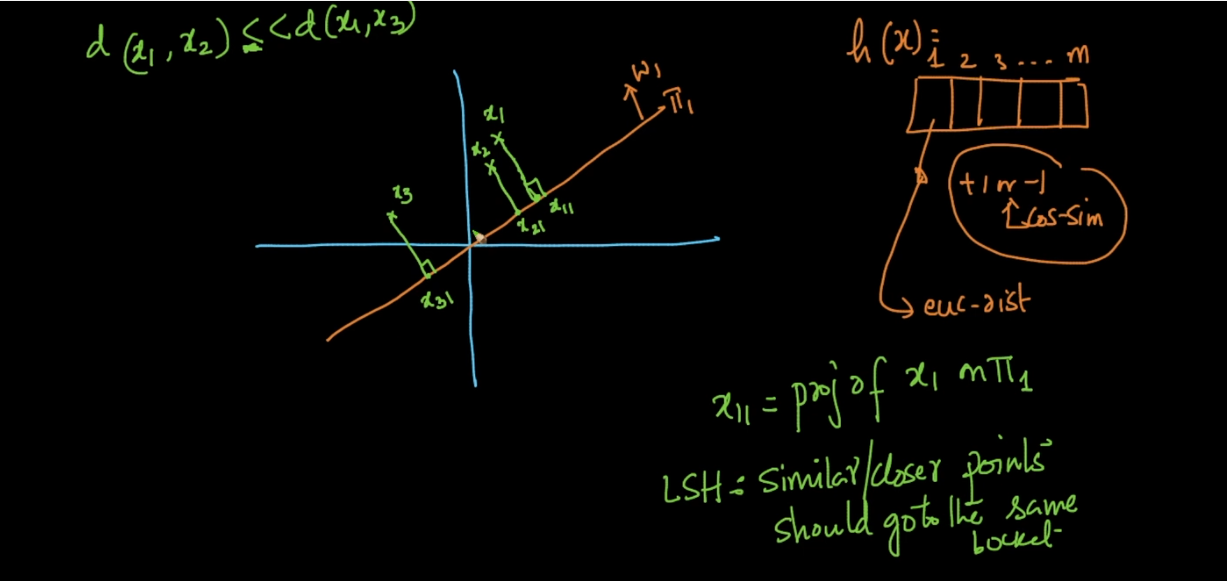 d (x₁, x₂) ≤ < d(x₁, x₃)
h(x):
1 2 3 ... m
w₁
π₁
x₁
x₂
x₃
x₁₁
x₂₁
x₃₁
+1 or -1
cos-sim
euc-dist
x₁₁ = proj of x₁ on π₁
LSH: Similar/closer points
should go to the same
bucket